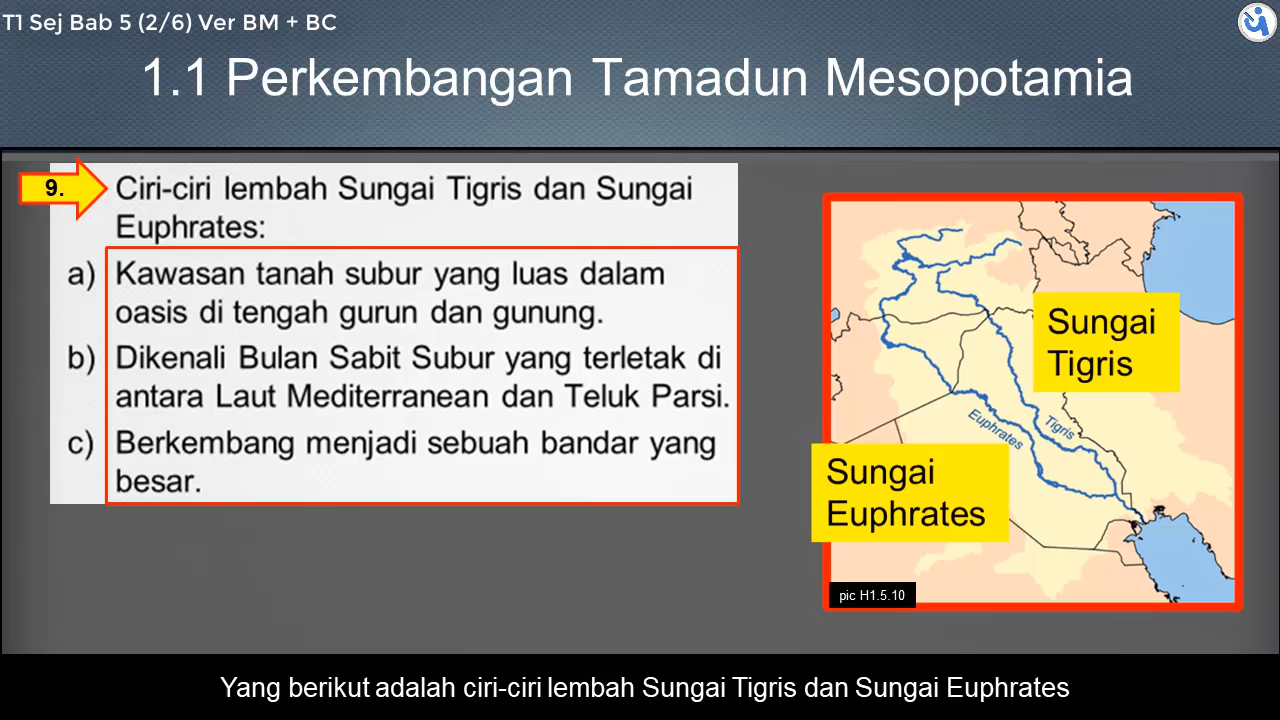 T1 Sej Bab 5 (2/6) Ver BM + BC
1.1 Perkembangan Tamadun Mesopotamia
9.
Ciri-ciri lembah Sungai Tigris dan Sungai
Euphrates:
a) Kawasan tanah subur yang luas dalam
oasis di tengah gurun dan gunung.
b) Dikenali Bulan Sabit Subur yang terletak di
antara Laut Mediterranean dan Teluk Parsi.
c) Berkembang menjadi sebuah bandar yang
besar.
Sungai
Tigris
Euphrates
Tigris
Sungai
Euphrates
pic H1.5.10
Yang berikut adalah ciri-ciri lembah Sungai Tigris dan Sungai Euphrates